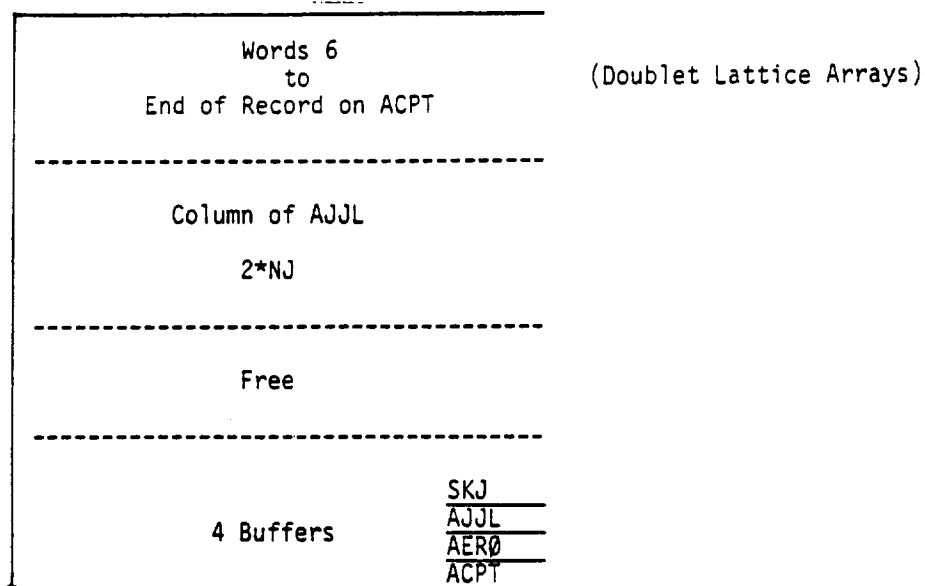 Words 6
to
End of Record on ACPT
(Doublet Lattice Arrays)
Column of AJJL
2*NJ
Free
4 Buffers
SKJ
AJJL
AERØ
ACPT